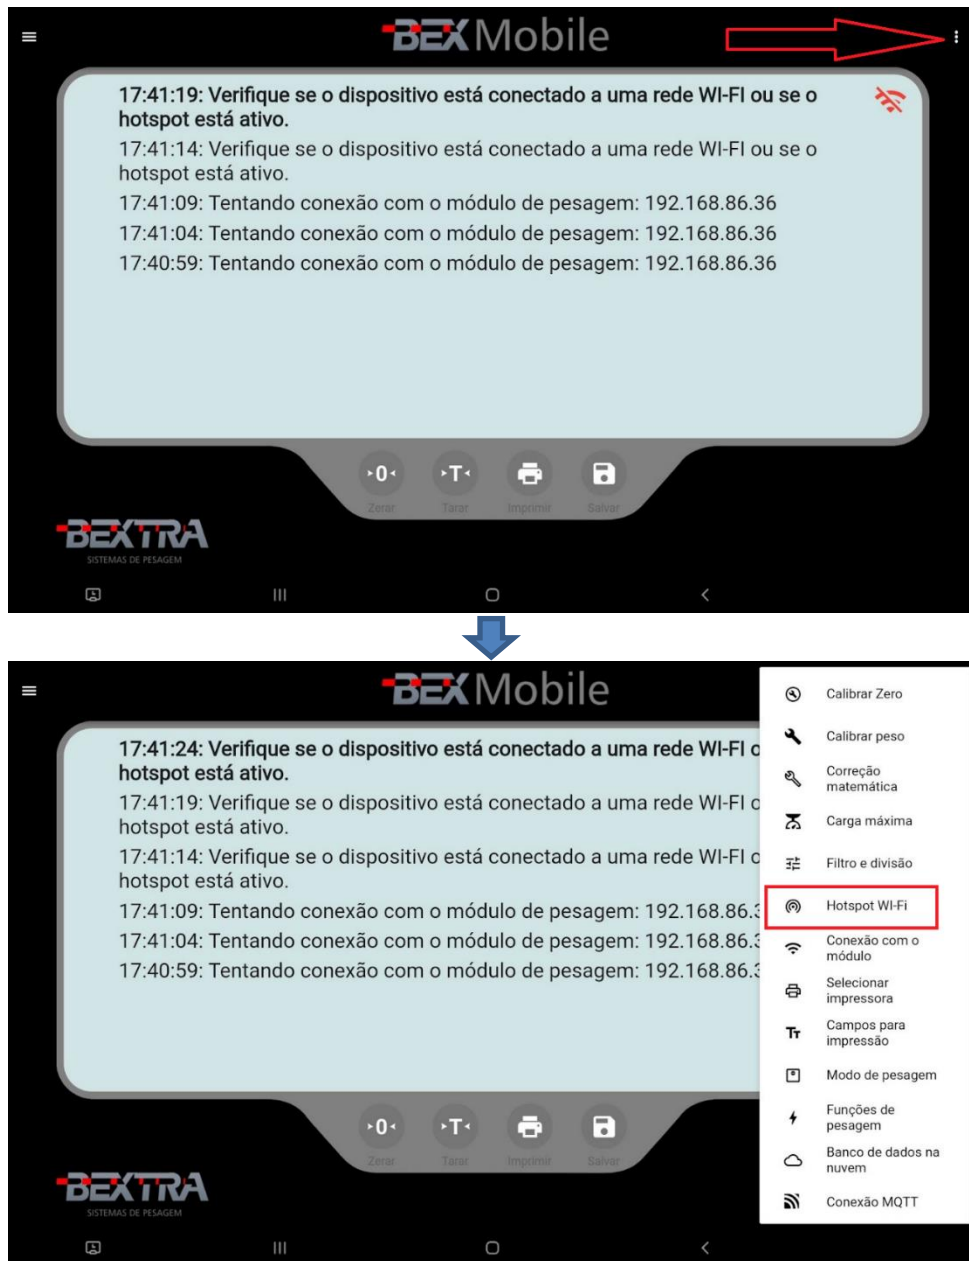 BEX Mobile
17:41:19: Verifique se o dispositivo está conectado a uma rede WI-FI ou se o
hotspot está ativo.
17:41:14: Verifique se o dispositivo está conectado a uma rede WI-FI ou se o
hotspot está ativo.
17:41:09: Tentando conexão com o módulo de pesagem: 192.168.86.36
17:41:04: Tentando conexão com o módulo de pesagem: 192.168.86.36
17:40:59: Tentando conexão com o módulo de pesagem: 192.168.86.36
0 T
Zerar Tarar Imprimir Salvar
BEXTRA
SISTEMAS DE PESAGEM
BEX Mobile
17:41:24: Verifique se o dispositivo está conectado a uma rede WI-FI o
hotspot está ativo.
17:41:19: Verifique se o dispositivo está conectado a uma rede WI-FI o
hotspot está ativo.
17:41:14: Verifique se o dispositivo está conectado a uma rede WI-FI o
hotspot está ativo.
17:41:09: Tentando conexão com o módulo de pesagem: 192.168.86.3
17:41:04: Tentando conexão com o módulo de pesagem: 192.168.86.3
17:40:59: Tentando conexão com o módulo de pesagem: 192.168.86.3
0 T
Zerar Tarar Imprimir Salvar
BEXTRA
SISTEMAS DE PESAGEM
Calibrar Zero
Calibrar peso
Correção
matemática
Carga máxima
Filtro e divisão
Hotspot WI-Fi
Conexão com o
módulo
Selecionar
impressora
Tт Campos para
impressão
Modo de pesagem
Funções de
pesagem
Banco de dados na
nuvem
Conexão MQTT